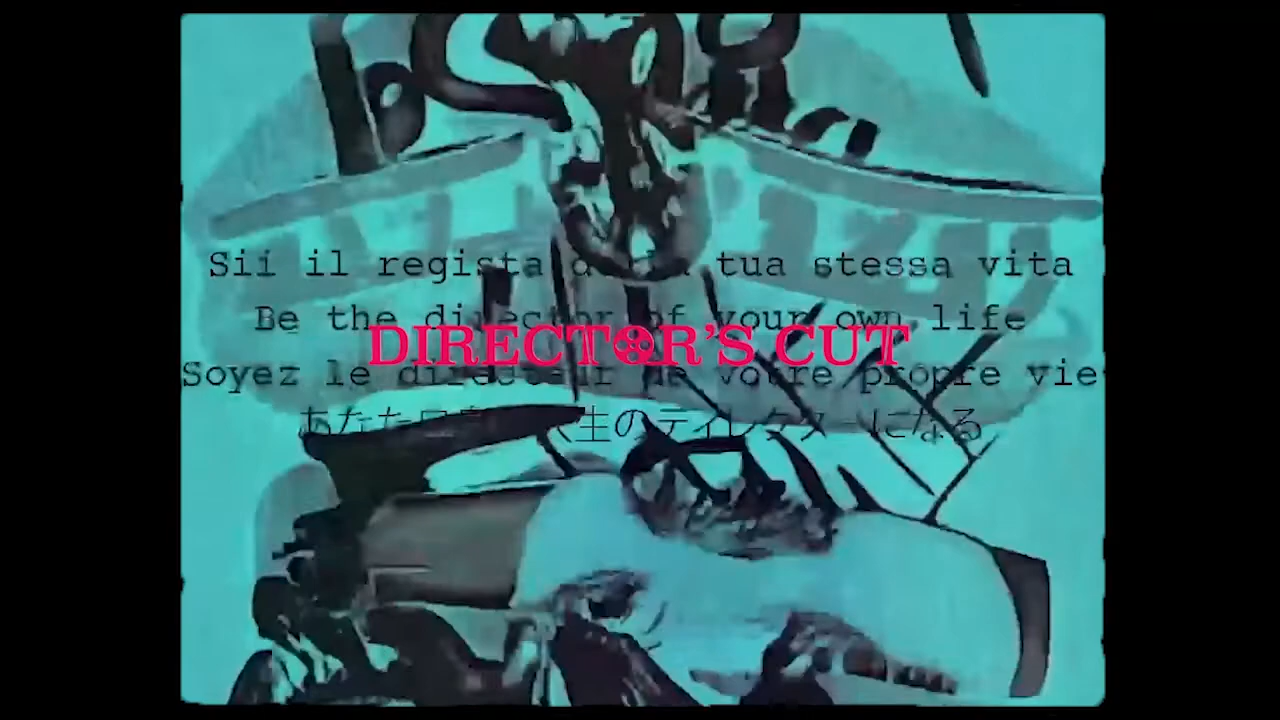 Sii il regista della tua stessa vita
Be the director of your own life
DIRECTOR'S CUT
Soyez le directeur de votre propre vie
あなた自身の人生のディレクターになる